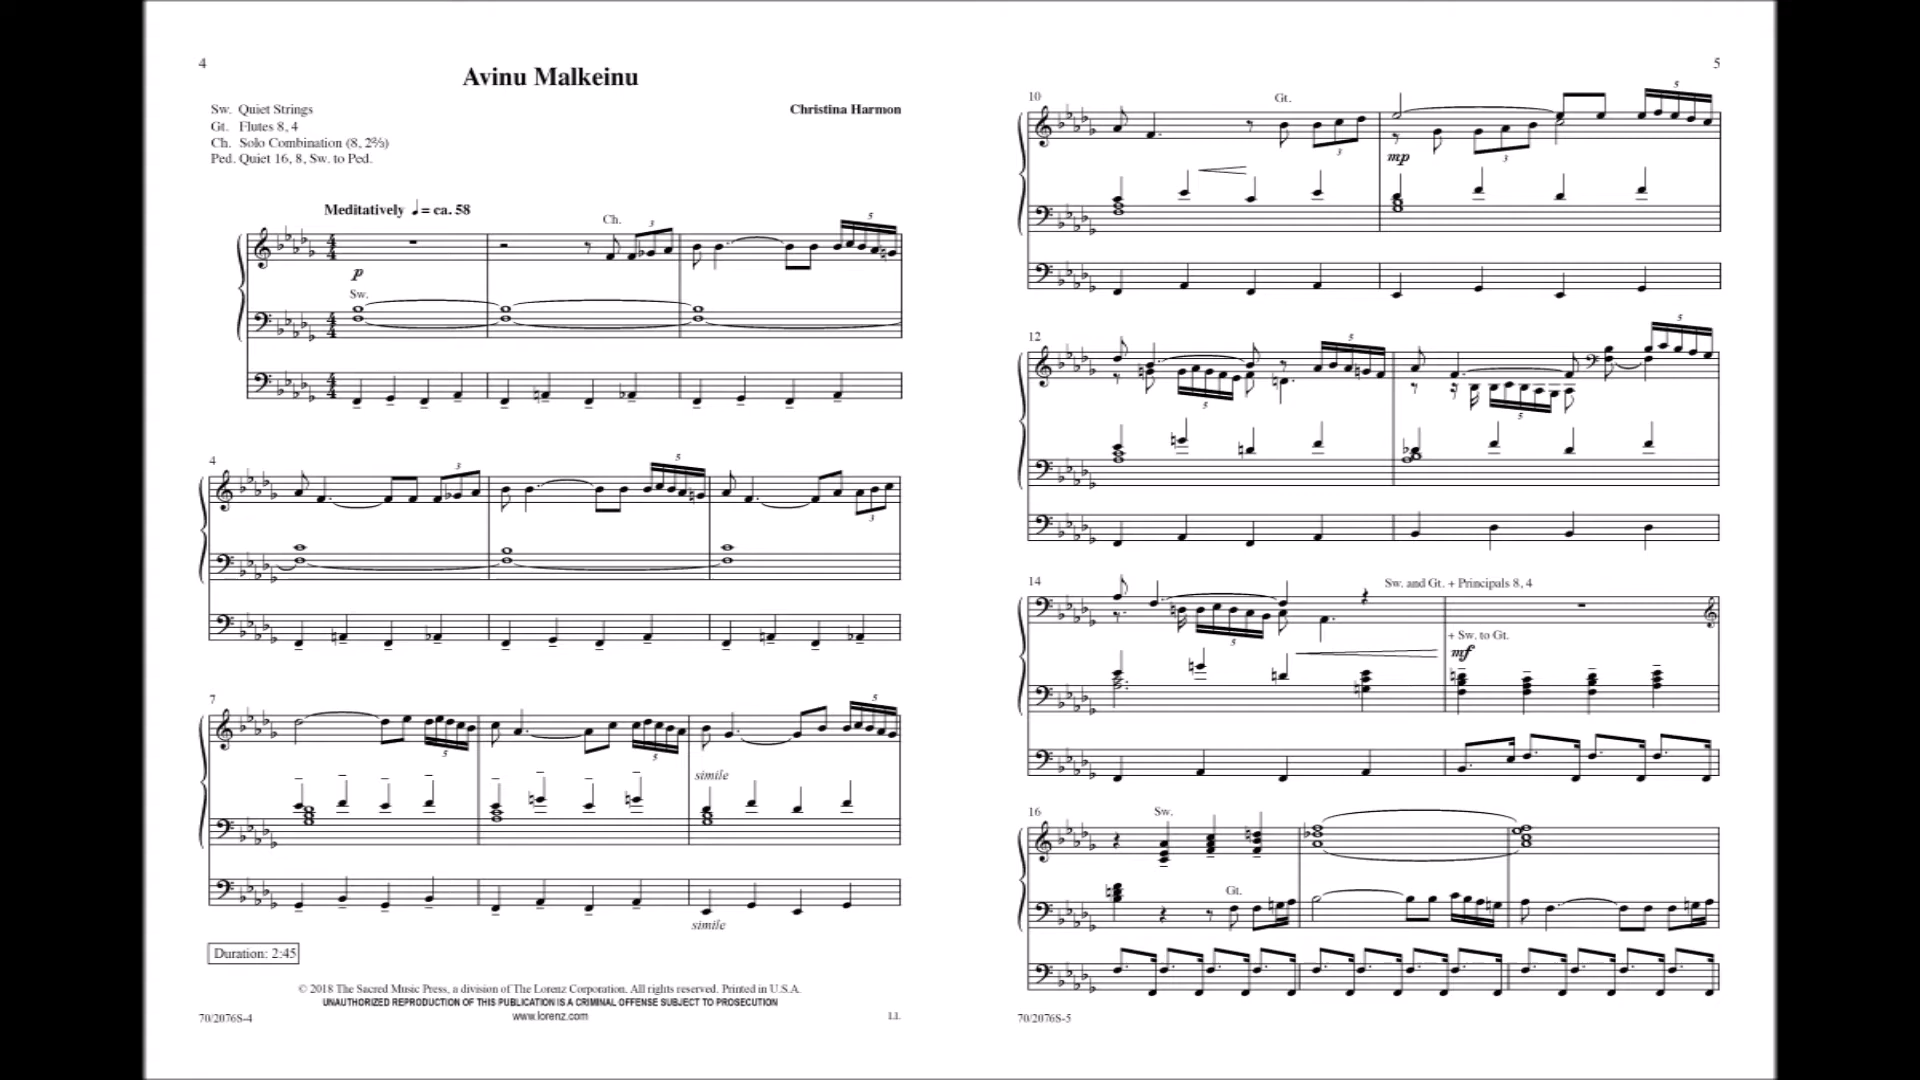 4
Avinu Malkeinu
Sw. Quiet Strings
Christina Harmon
Gt. Flutes 8, 4
Ch. Solo Combination (8, 2⅔)
Ped. Quiet 16, 8, Sw. to Ped.
Meditatively ♩ = ca. 58
Ch.
3
5
p
Sw.
4
3
5
3
7
5
5
5
simile
simile
Duration: 2:45
© 2018 The Sacred Music Press, a division of The Lorenz Corporation. All rights reserved. Printed in U.S.A.
UNAUTHORIZED REPRODUCTION OF THIS PUBLICATION IS A CRIMINAL OFFENSE SUBJECT TO PROSECUTION
www.lorenz.com
70/2076S-4
LL
5
10
Gt.
5
3
3
mp
12
5
5
5
5
14
Sw. and Gt. + Principals 8, 4
5
+ Sw. to Gt.
mf
16
Sw.
Gt.
70/2076S-5